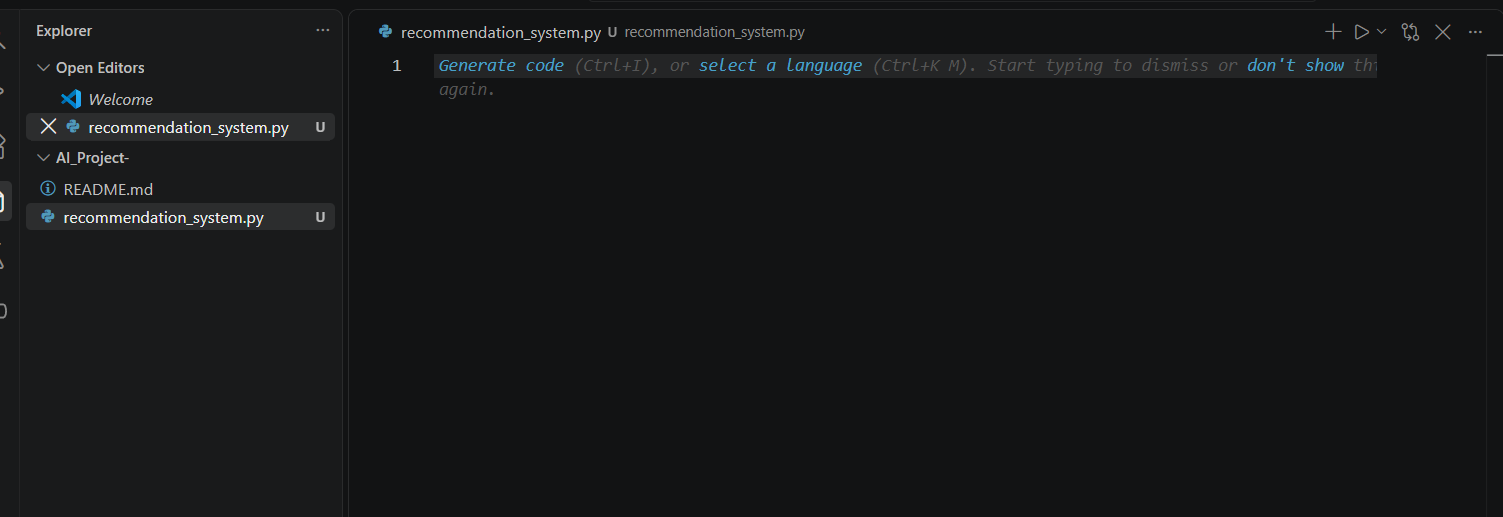 Explorer
Open Editors
Welcome
recommendation_system.py U
AI_Project-
README.md
recommendation_system.py U
recommendation_system.py U recommendation_system.py
1 Generate code (Ctrl+I), or select a language (Ctrl+K M). Start typing to dismiss or don't show
again.